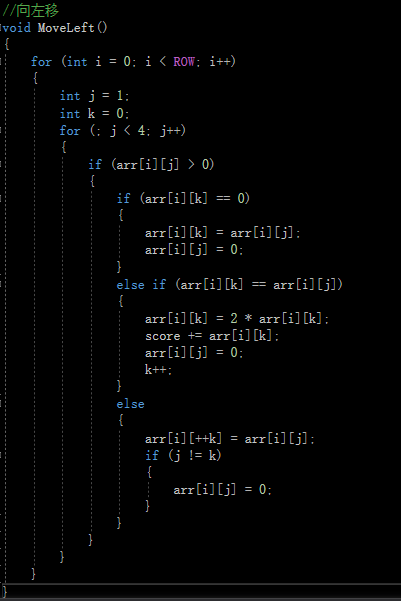 //向左移
void MoveLeft()
{
    for (int i = 0; i < ROW; i++)
    {
        int j = 1;
        int k = 0;
        for (; j < 4; j++)
        {
            if (arr[i][j] > 0)
            {
                if (arr[i][k] == 0)
                {
                    arr[i][k] = arr[i][j];
                    arr[i][j] = 0;
                }
                else if (arr[i][k] == arr[i][j])
                {
                    arr[i][k] = 2 * arr[i][k];
                    score += arr[i][k];
                    arr[i][j] = 0;
                    k++;
                }
                else
                {
                    arr[i][++k] = arr[i][j];
                    if (j != k)
                    {
                        arr[i][j] = 0;
                    }
                }
            }
        }
    }
}